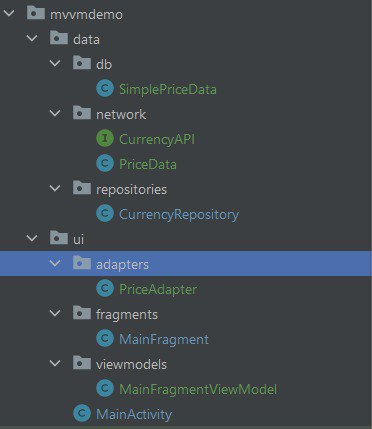 mvvmdemo
data
db
C SimplePriceData
network
I CurrencyAPI
C PriceData
repositories
C CurrencyRepository
ui
adapters
C PriceAdapter
fragments
C MainFragment
viewmodels
C MainFragmentViewModel
C MainActivity